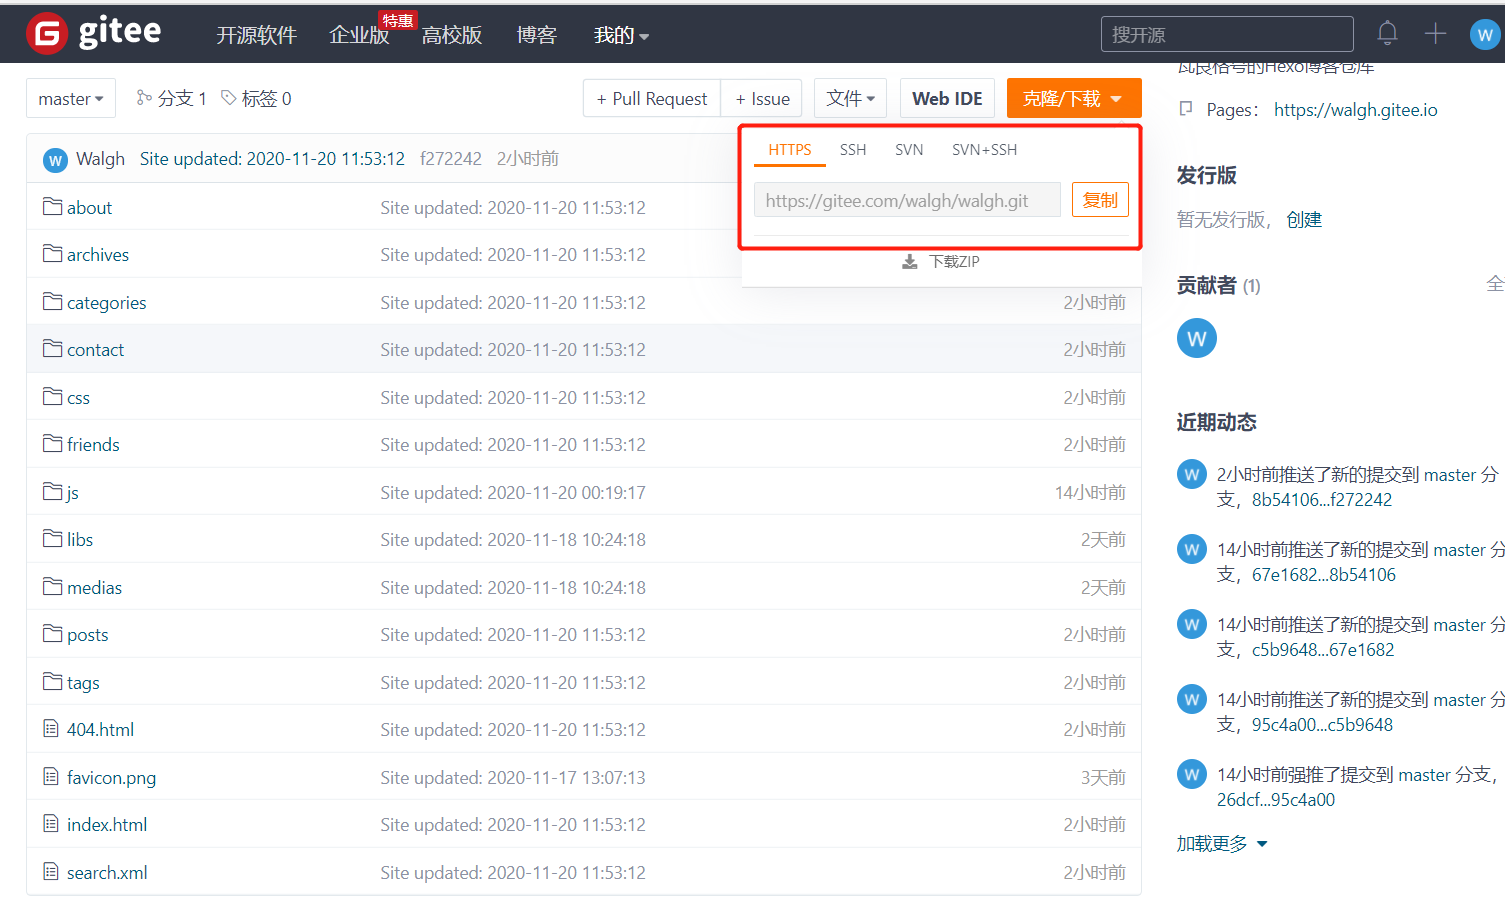 gitee 开源软件 企业版 特惠 高校版 博客 我的 搜开源 W
master 分支 1 标签 0 + Pull Request + Issue 文件 Web IDE 克隆/下载
W Walgh Site updated: 2020-11-20 11:53:12 f272242 2小时前
HTTPS SSH SVN SVN+SSH
https://gitee.com/walgh/walgh.git 复制
下载ZIP
about Site updated: 2020-11-20 11:53:12
archives Site updated: 2020-11-20 11:53:12
categories Site updated: 2020-11-20 11:53:12 2小时前
contact Site updated: 2020-11-20 11:53:12 2小时前
css Site updated: 2020-11-20 11:53:12 2小时前
friends Site updated: 2020-11-20 11:53:12 2小时前
js Site updated: 2020-11-20 00:19:17 14小时前
libs Site updated: 2020-11-18 10:24:18 2天前
medias Site updated: 2020-11-18 10:24:18 2天前
posts Site updated: 2020-11-20 11:53:12 2小时前
tags Site updated: 2020-11-20 11:53:12 2小时前
404.html Site updated: 2020-11-20 11:53:12 2小时前
favicon.png Site updated: 2020-11-17 13:07:13 3天前
index.html Site updated: 2020-11-20 11:53:12 2小时前
search.xml Site updated: 2020-11-20 11:53:12 2小时前
的Hexo博客仓库
Pages: https://walgh.gitee.io
发行版
暂无发行版， 创建
贡献者 (1) 全
W
近期动态
W 2小时前推送了新的提交到 master 分
支，8b54106...f272242
W 14小时前推送了新的提交到 master 分
支，67e1682...8b54106
W 14小时前推送了新的提交到 master 分
支，c5b9648...67e1682
W 14小时前推送了新的提交到 master 分
支，95c4a00...c5b9648
W 14小时前强推了提交到 master 分支，
26dcf...95c4a00
加载更多